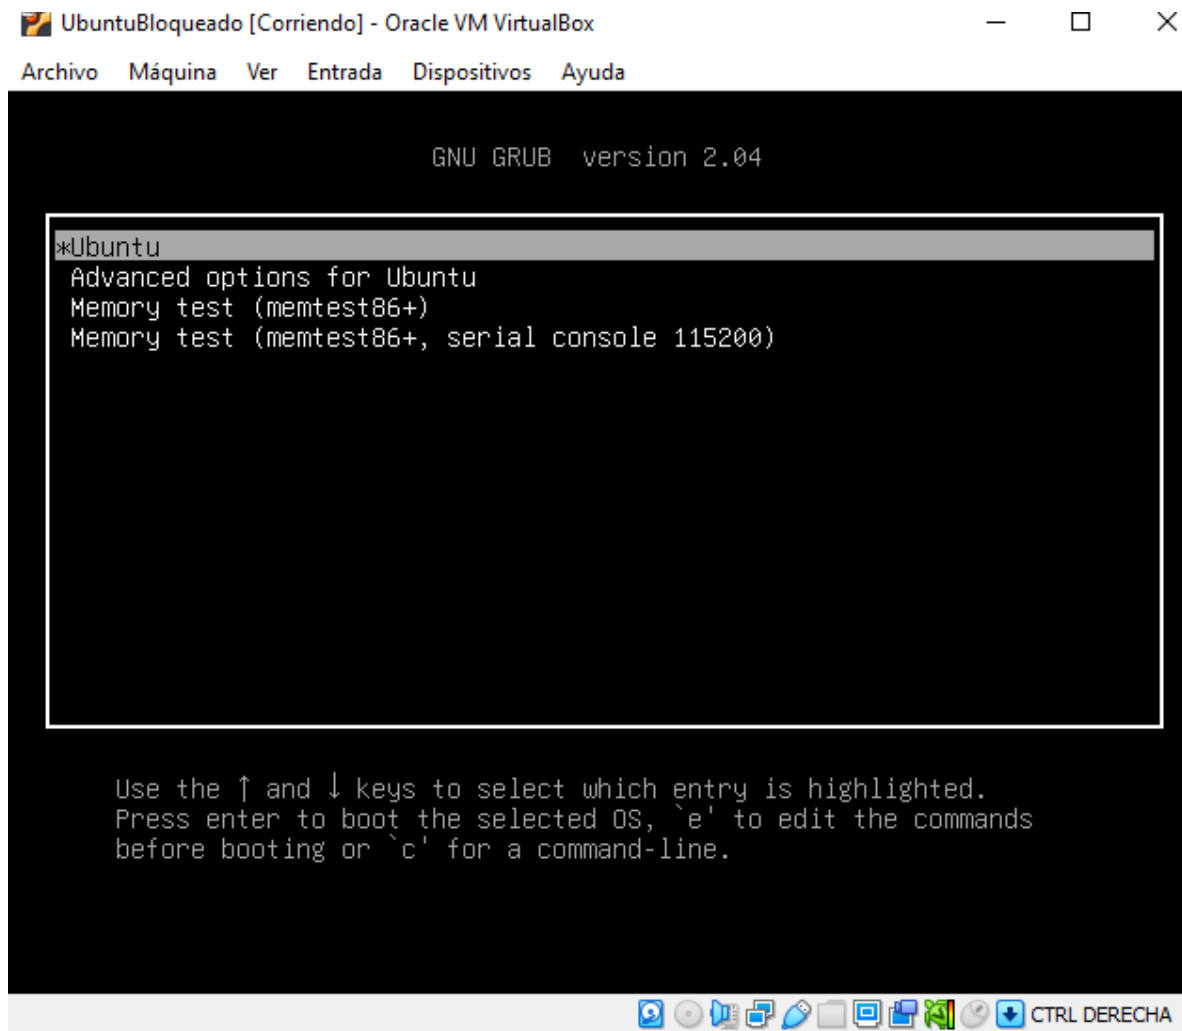 UbuntuBloqueado [Corriendo] - Oracle VM VirtualBox
Archivo Máquina Ver Entrada Dispositivos Ayuda
GNU GRUB version 2.04
*Ubuntu
Advanced options for Ubuntu
Memory test (memtest86+)
Memory test (memtest86+, serial console 115200)
Use the ↑ and ↓ keys to select which entry is highlighted.
Press enter to boot the selected OS, `e' to edit the commands
before booting or `c' for a command-line.
CTRL DERECHA